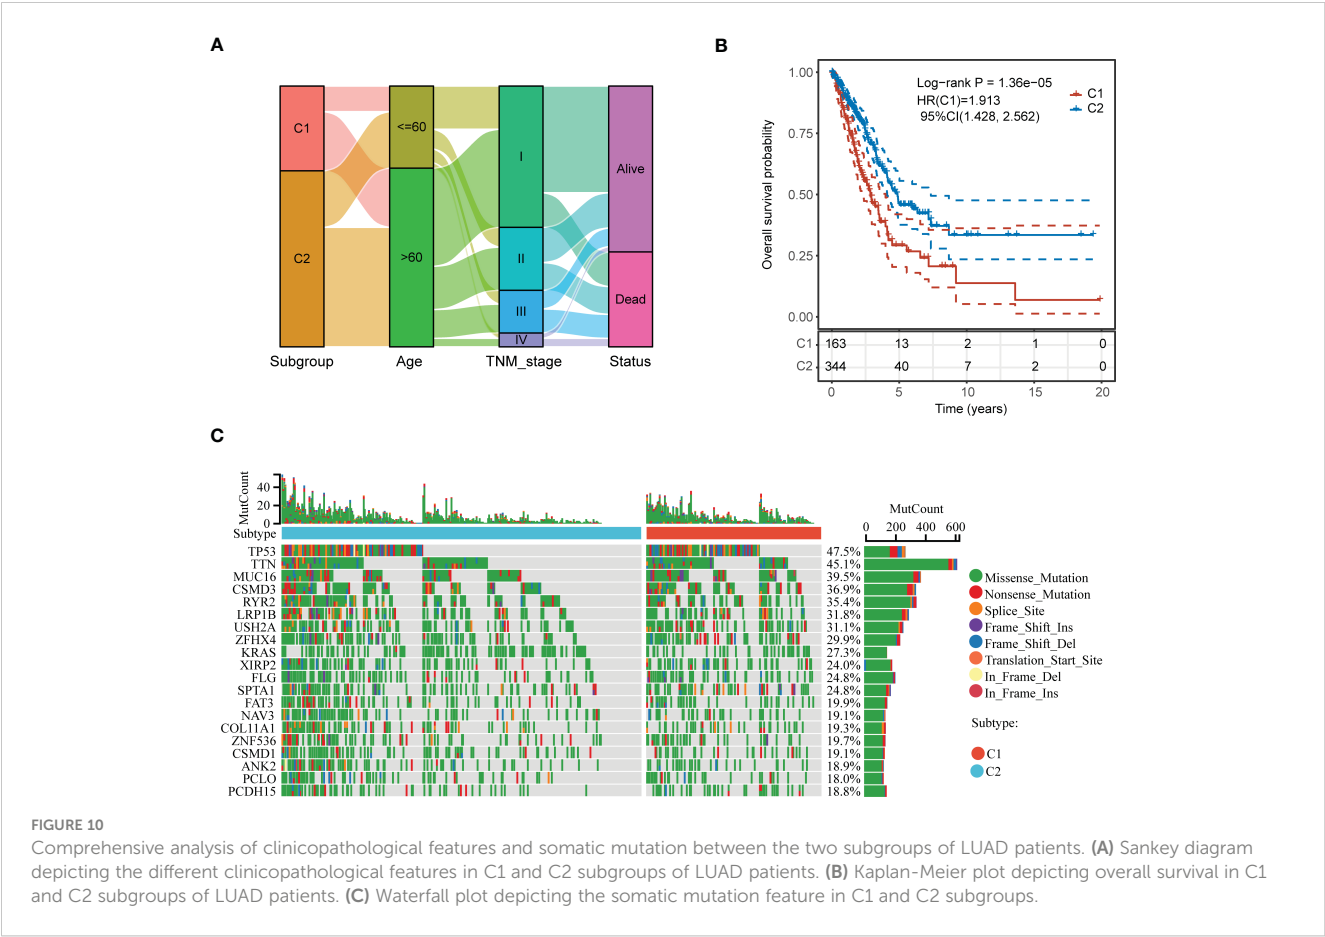 A
C1
C2
<=60
>60
I
II
III
IV
Alive
Dead
Subgroup
Age
TNM_stage
Status
B
Overall survival probability
1.00
0.75
0.50
0.25
0.00
Log-rank P = 1.36e-05
HR(C1)=1.913
95%CI(1.428, 2.562)
C1
C2
C1 163 13 2 1 0
C2 344 40 7 2 0
0 5 10 15 20
Time (years)
C
MutCount
40
20
0
Subtype
MutCount
0 200 400 600
TP53 47.5%
TTN 45.1%
MUC16 39.5%
CSMD3 36.9%
RYR2 35.4%
LRP1B 31.8%
USH2A 31.1%
ZFHX4 29.9%
KRAS 27.3%
XIRP2 24.0%
FLG 24.8%
SPTA1 24.8%
FAT3 19.9%
NAV3 19.1%
COL11A1 19.3%
ZNF536 19.7%
CSMD1 19.1%
ANK2 18.9%
PCLO 18.0%
PCDH15 18.8%
Missense_Mutation
Nonsense_Mutation
Splice_Site
Frame_Shift_Ins
Frame_Shift_Del
Translation_Start_Site
In_Frame_Del
In_Frame_Ins
Subtype:
C1
C2
FIGURE 10
Comprehensive analysis of clinicopathological features and somatic mutation between the two subgroups of LUAD patients. (A) Sankey diagram
depicting the different clinicopathological features in C1 and C2 subgroups of LUAD patients. (B) Kaplan-Meier plot depicting overall survival in C1
and C2 subgroups of LUAD patients. (C) Waterfall plot depicting the somatic mutation feature in C1 and C2 subgroups.